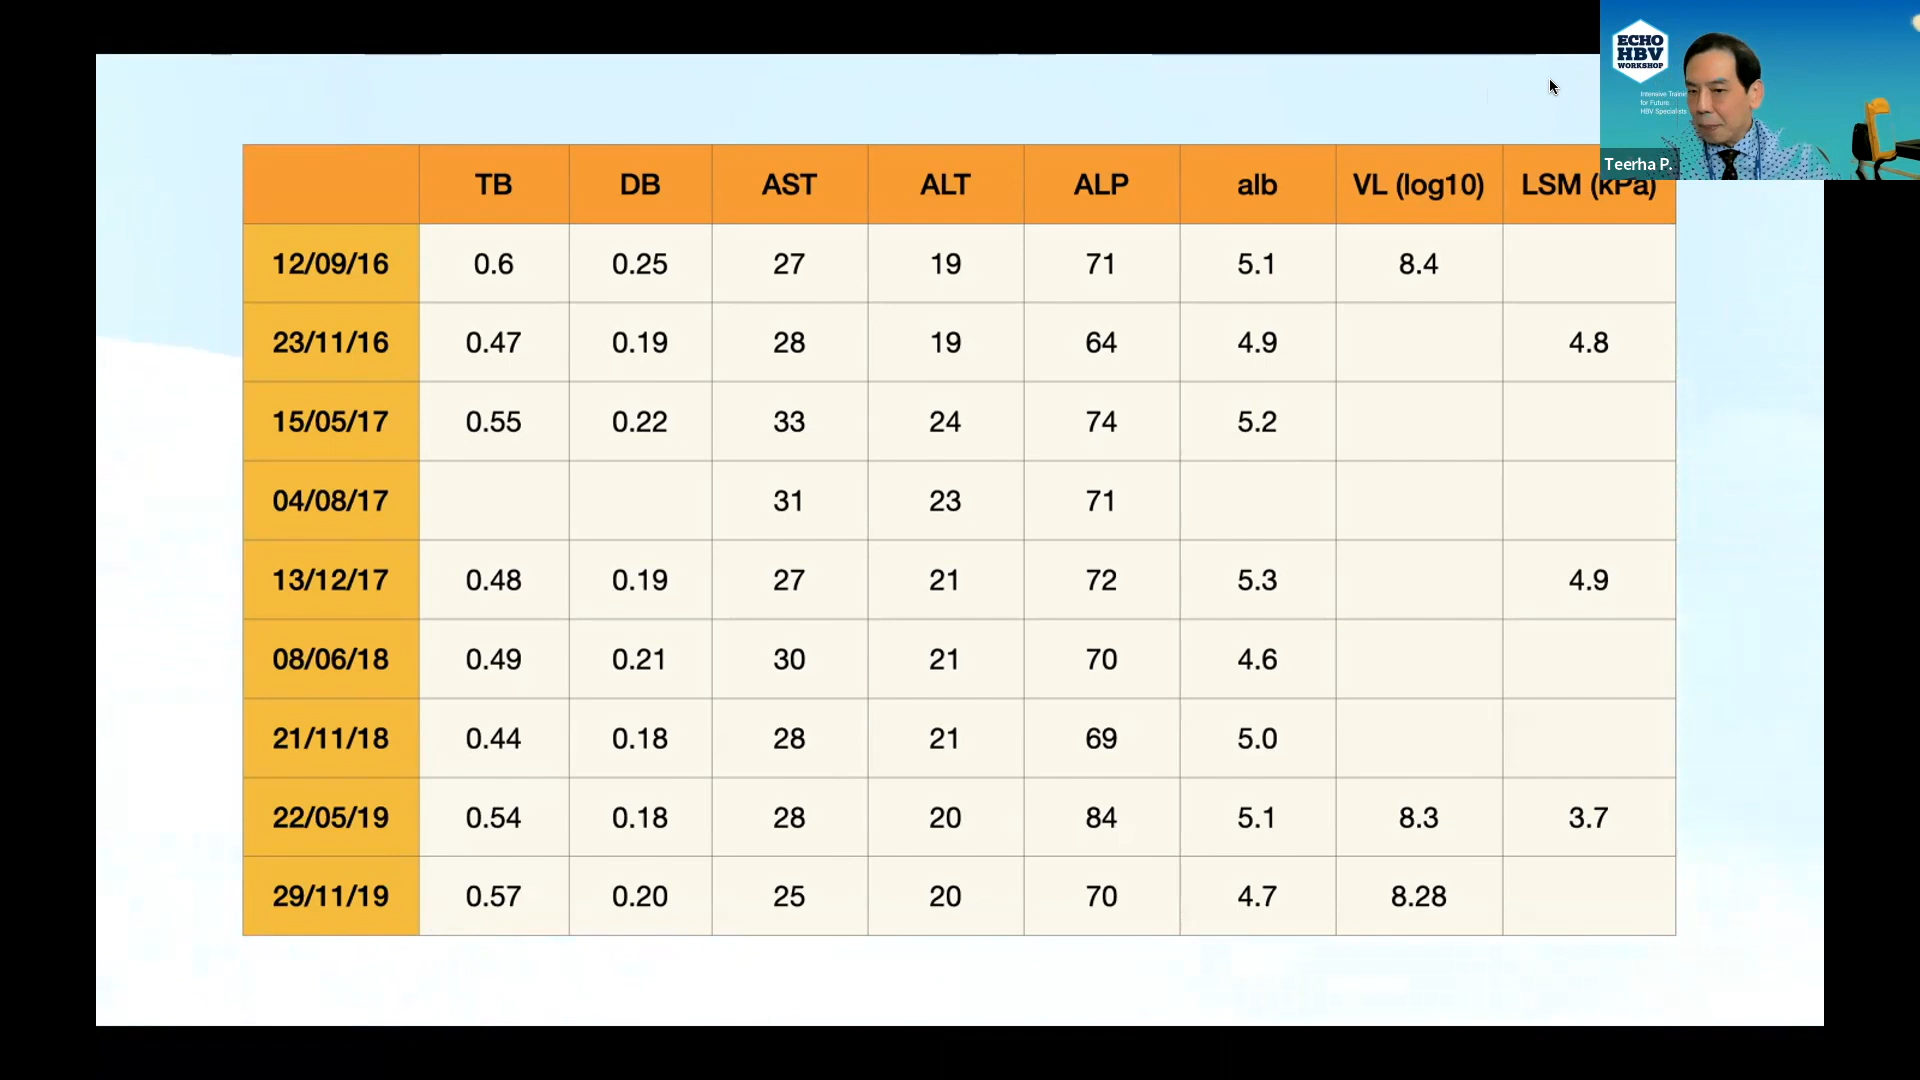 ECHO
HBV
WORKSHOP
Intensive Traini
for Future
HBV Specialists
Teerha P.
TB DB AST ALT ALP alb VL (log10) LSM (kPa)
12/09/16 0.6 0.25 27 19 71 5.1 8.4
23/11/16 0.47 0.19 28 19 64 4.9 4.8
15/05/17 0.55 0.22 33 24 74 5.2
04/08/17 31 23 71
13/12/17 0.48 0.19 27 21 72 5.3 4.9
08/06/18 0.49 0.21 30 21 70 4.6
21/11/18 0.44 0.18 28 21 69 5.0
22/05/19 0.54 0.18 28 20 84 5.1 8.3 3.7
29/11/19 0.57 0.20 25 20 70 4.7 8.28